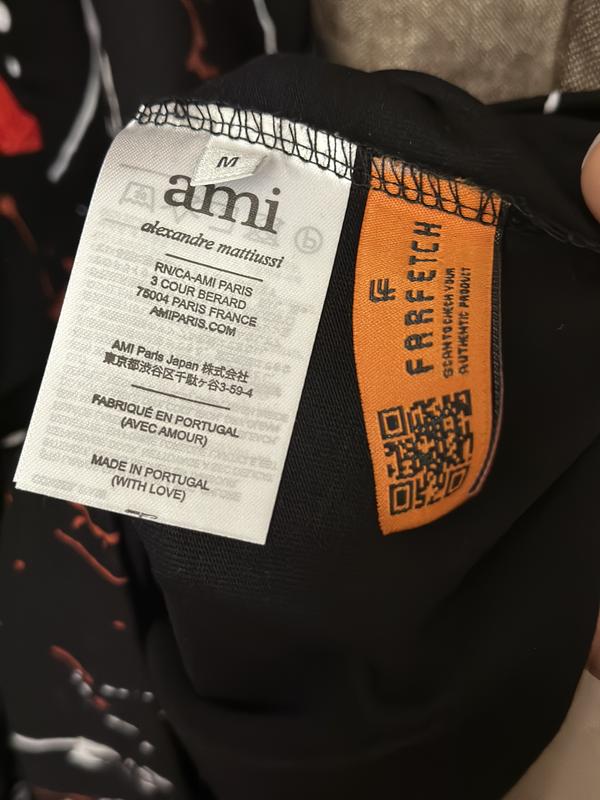 M
ami
alexandre mattiussi
RN/CA-AMI PARIS
3 COUR BERARD
75004 PARIS FRANCE
AMIPARIS.COM
AMI Paris Japan 株式会社
東京都渋谷区千駄ヶ谷3-59-4
FABRIQUÉ EN PORTUGAL
(AVEC AMOUR)
MADE IN PORTUGAL
(WITH LOVE)
FARFETCH
SCAN TO CHECK YOUR
AUTHENTIC PRODUCT